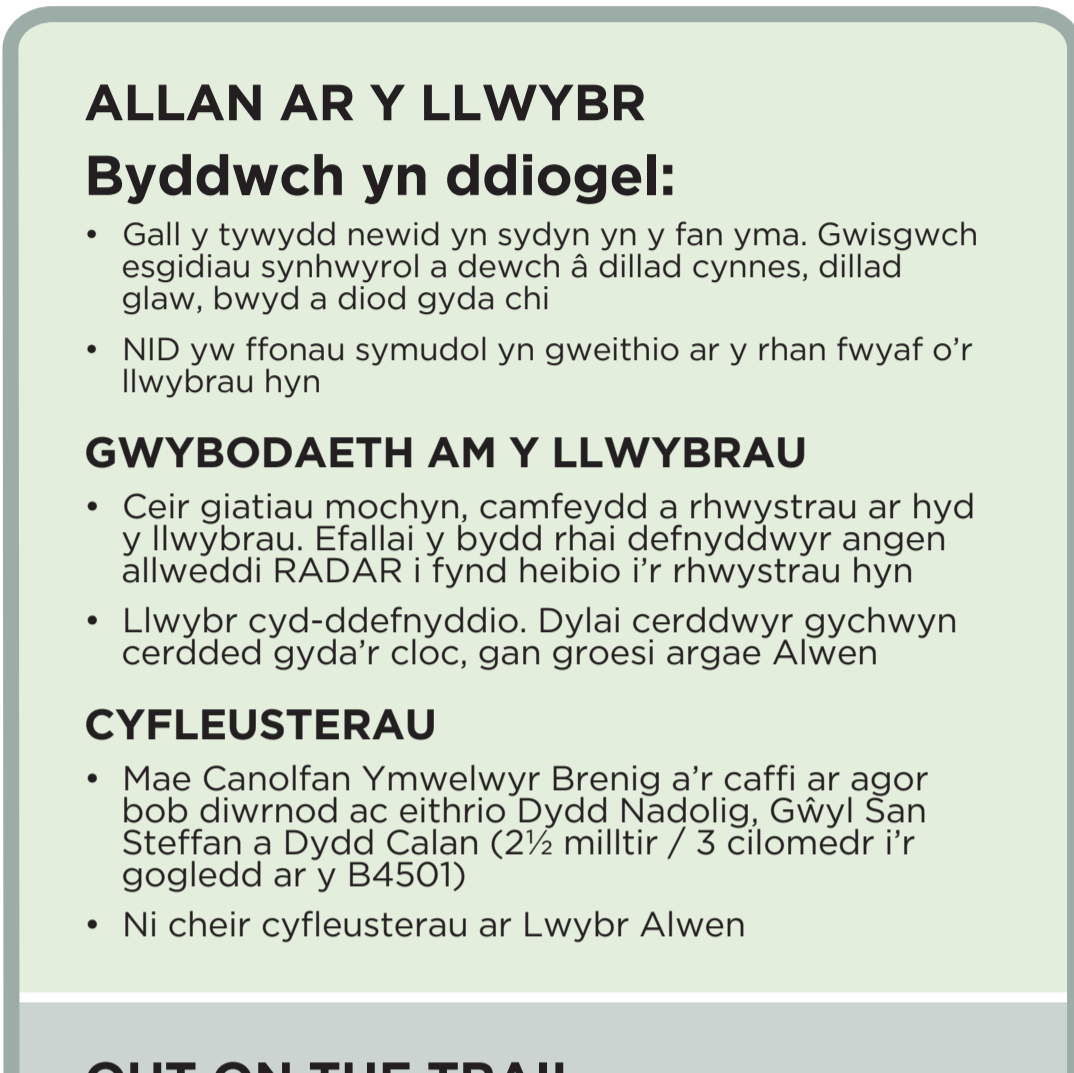 ALLAN AR Y LLWYBR
Byddwch yn ddiogel:
• Gall y tywydd newid yn sydyn yn y fan yma. Gwisgwch
esgidiau synhwyrol a dewch â dillad cynnes, dillad
glaw, bwyd a diod gyda chi
• NID yw ffonau symudol yn gweithio ar y rhan fwyaf o’r
llwybrau hyn
GWYBODAETH AM Y LLWYBRAU
• Ceir giatiau mochyn, camfeydd a rhwystrau ar hyd
y llwybrau. Efallai y bydd rhai defnyddwyr angen
allweddi RADAR i fynd heibio i’r rhwystrau hyn
• Llwybr cyd-ddefnyddio. Dylai cerddwyr gychwyn
cerdded gyda’r cloc, gan groesi argae Alwen
CYFLEUSTERAU
• Mae Canolfan Ymwelwyr Brenig a’r caffi ar agor
bob diwrnod ac eithrio Dydd Nadolig, Gŵyl San
Steffan a Dydd Calan (2½ milltir / 3 cilomedr i’r
gogledd ar y B4501)
• Ni cheir cyfleusterau ar Lwybr Alwen
OUT ON THE TRAIL